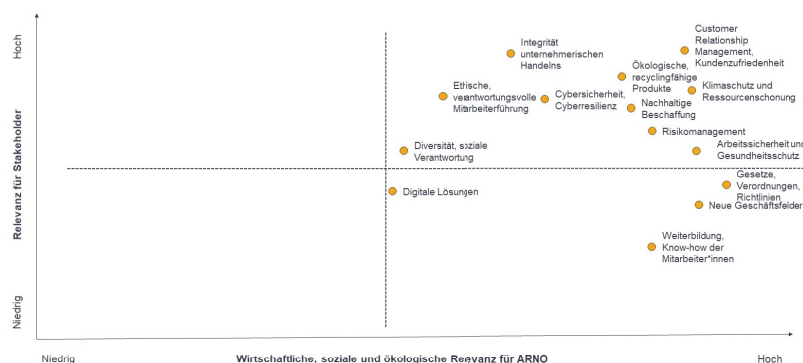 Hoch
Relevanz für Stakeholder
Niedrig
Customer
Relationship
Management,
Kundenzufriedenheit
Integrität
unternehmerischen
Handelns
Ökologische,
recyclingfähige
Produkte
Klimaschutz und
Ressourcenschonung
Ethische,
verantwortungsvolle
Mitarbeiterführung
Cybersicherheit,
Cyberresilienz
Nachhaltige
Beschaffung
Risikomanagement
Diversität, soziale
Verantwortung
Arbeitssicherheit und
Gesundheitsschutz
Gesetze,
Verordnungen,
Richtlinien
Digitale Lösungen
Neue Geschäftsfelder
Weiterbildung,
Know-how der
Mitarbeiter*innen
Niedrig
Wirtschaftliche, soziale und ökologische Relevanz für ARNO
Hoch